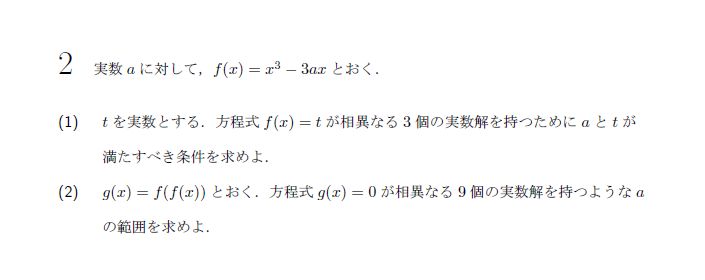 2 実数 a に対して，f(x) = x³ − 3ax とおく．
(1) t を実数とする．方程式 f(x) = t が相異なる 3 個の実数解を持つために a と t が
満たすべき条件を求めよ．
(2) g(x) = f(f(x)) とおく．方程式 g(x) = 0 が相異なる 9 個の実数解を持つような a
の範囲を求めよ．